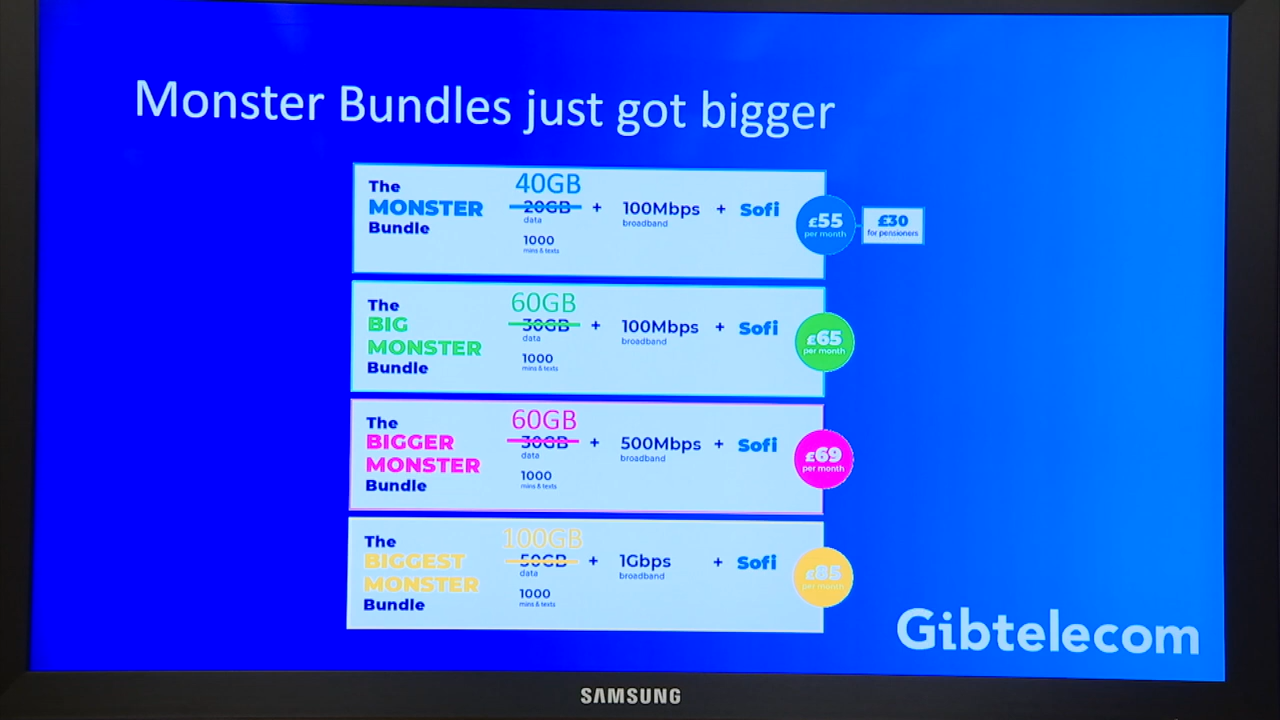 Monster Bundles just got bigger
The
MONSTER
Bundle
40GB
20GB
data
1000
mins & texts
+
100Mbps
broadband
+
Sofi
£55
per month
£30
for pensioners
The
BIG
MONSTER
Bundle
60GB
30GB
data
1000
mins & texts
+
100Mbps
broadband
+
Sofi
£65
per month
The
BIGGER
MONSTER
Bundle
60GB
30GB
data
1000
mins & texts
+
500Mbps
broadband
+
Sofi
£69
per month
The
BIGGEST
MONSTER
Bundle
100GB
50GB
data
1000
mins & texts
+
1Gbps
broadband
+
Sofi
£85
per month
Gibtelecom
SAMSUNG